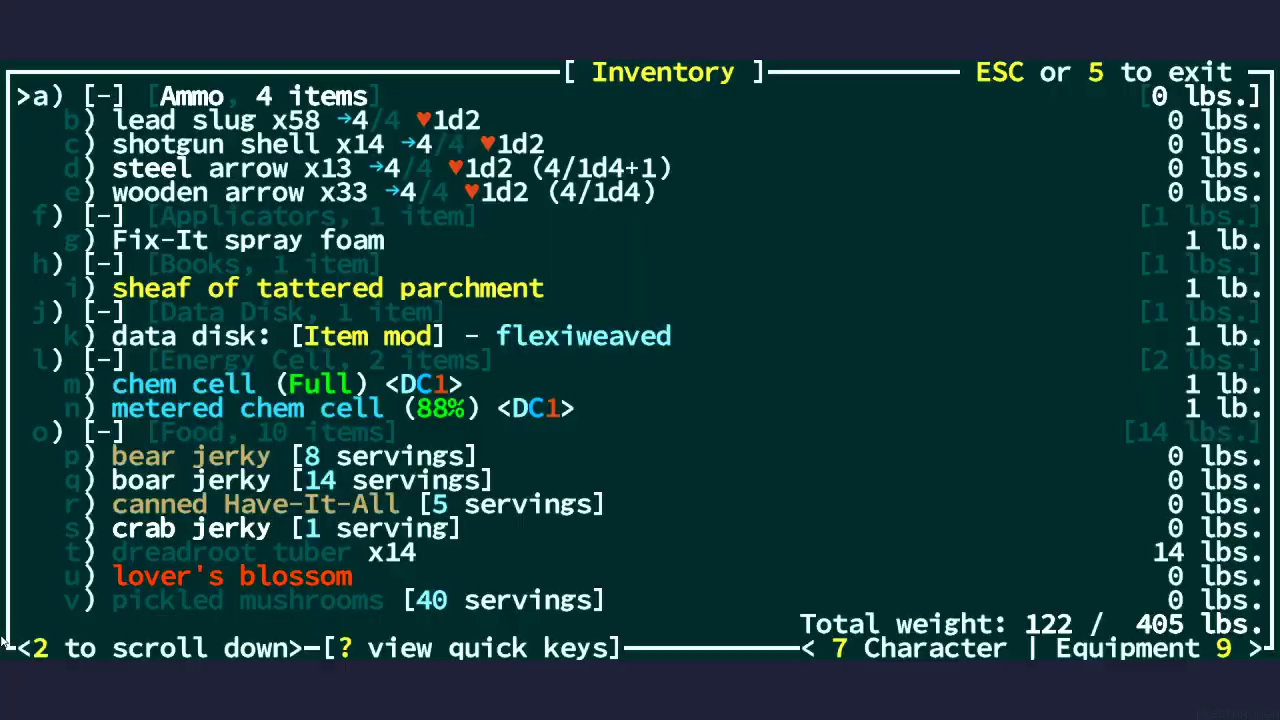 [ Inventory ] ESC or 5 to exit
>a) [-] [Ammo, 4 items] [0 lbs.]
b) lead slug x58 →4/4 ♥1d2 0 lbs.
c) shotgun shell x14 →4/4 ♥1d2 0 lbs.
d) steel arrow x13 →4/4 ♥1d2 (4/1d4+1) 0 lbs.
e) wooden arrow x33 →4/4 ♥1d2 (4/1d4) 0 lbs.
f) [-] [Applicators, 1 item] [1 lbs.]
g) Fix-It spray foam 1 lb.
h) [-] [Books, 1 item] [1 lbs.]
i) sheaf of tattered parchment 1 lb.
j) [-] [Data Disk, 1 item] [1 lbs.]
k) data disk: [Item mod] - flexiweaved 1 lb.
l) [-] [Energy Cell, 2 items] [2 lbs.]
m) chem cell (Full) <DC1> 1 lb.
n) metered chem cell (88%) <DC1> 1 lb.
o) [-] [Food, 10 items] [14 lbs.]
p) bear jerky [8 servings] 0 lbs.
q) boar jerky [14 servings] 0 lbs.
r) canned Have-It-All [5 servings] 0 lbs.
s) crab jerky [1 serving] 0 lbs.
t) dreadroot tuber x14 14 lbs.
u) lover's blossom 0 lbs.
v) pickled mushrooms [40 servings] 0 lbs.
Total weight: 122 / 405 lbs.
<2 to scroll down> [? view quick keys] < 7 Character | Equipment 9 >